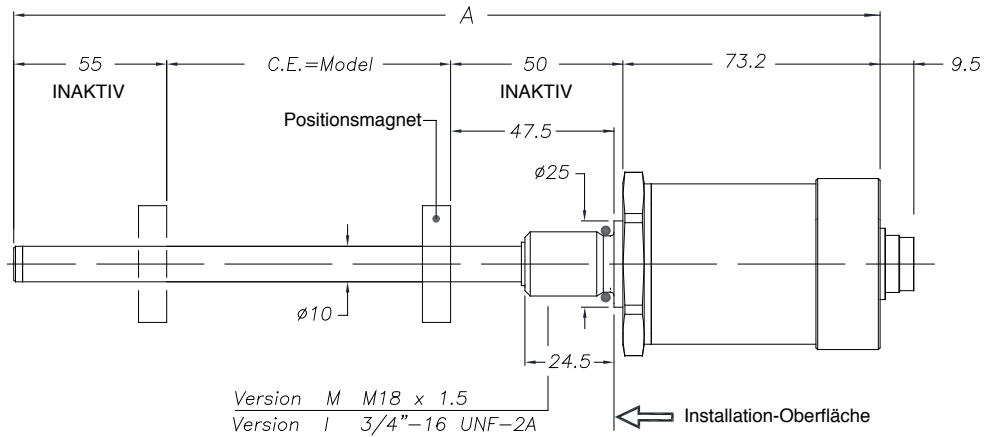 A
55
C.E.=Model
50
73.2
9.5
INAKTIV
INAKTIV
Positionsmagnet
47.5
ø25
ø10
24.5
Version M M18 x 1.5
Version I 3/4"-16 UNF-2A
Installation-Oberfläche